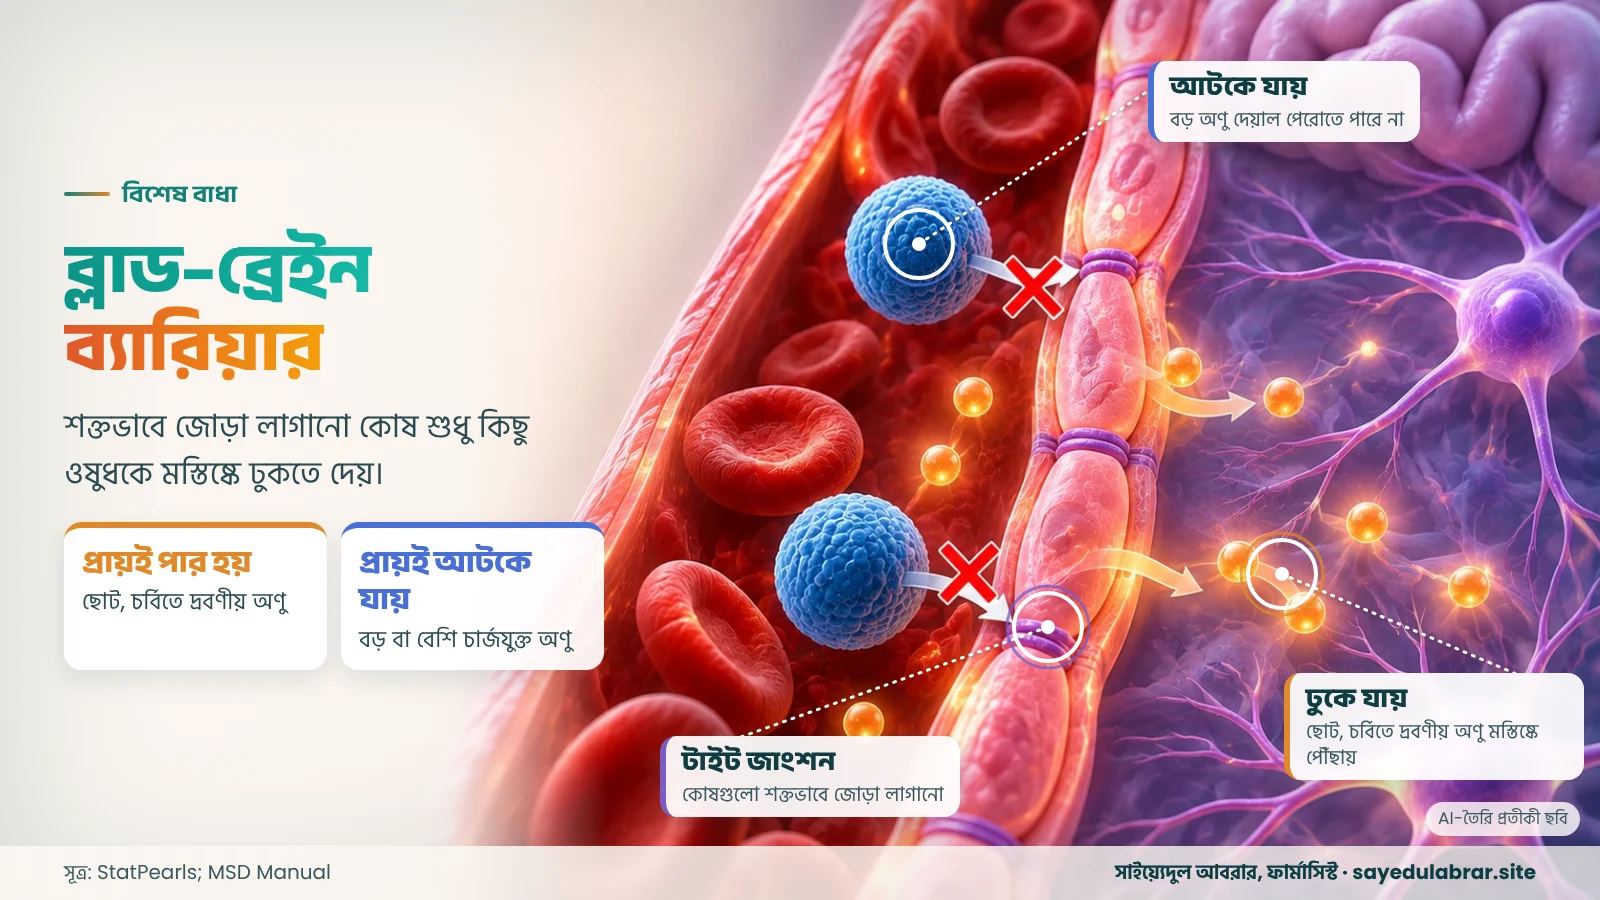 বিশেষ বাধা
ব্লাড-ব্রেইন
ব্যারিয়ার
শক্তভাবে জোড়া লাগানো কোষ শুধু কিছু
ওষুধকে মস্তিষ্কে ঢুকতে দেয়।
প্রায়ই পার হয়
ছোট, চর্বিতে দ্রবণীয় অণু
প্রায়ই আটকে
যায়
বড় বা বেশি চার্জযুক্ত অণু
আটকে যায়
বড় অণু দেয়াল পেরোতে পারে না
টাইট জাংশন
কোষগুলো শক্তভাবে জোড়া লাগানো
ঢুকে যায়
ছোট, চর্বিতে দ্রবণীয় অণু মস্তিষ্কে
পৌঁছায়
AI-তৈরি প্রতীকী ছবি
সূত্র: StatPearls; MSD Manual
সাইয়্যেদুল আবরার, ফার্মাসিস্ট · sayedulabrar.site